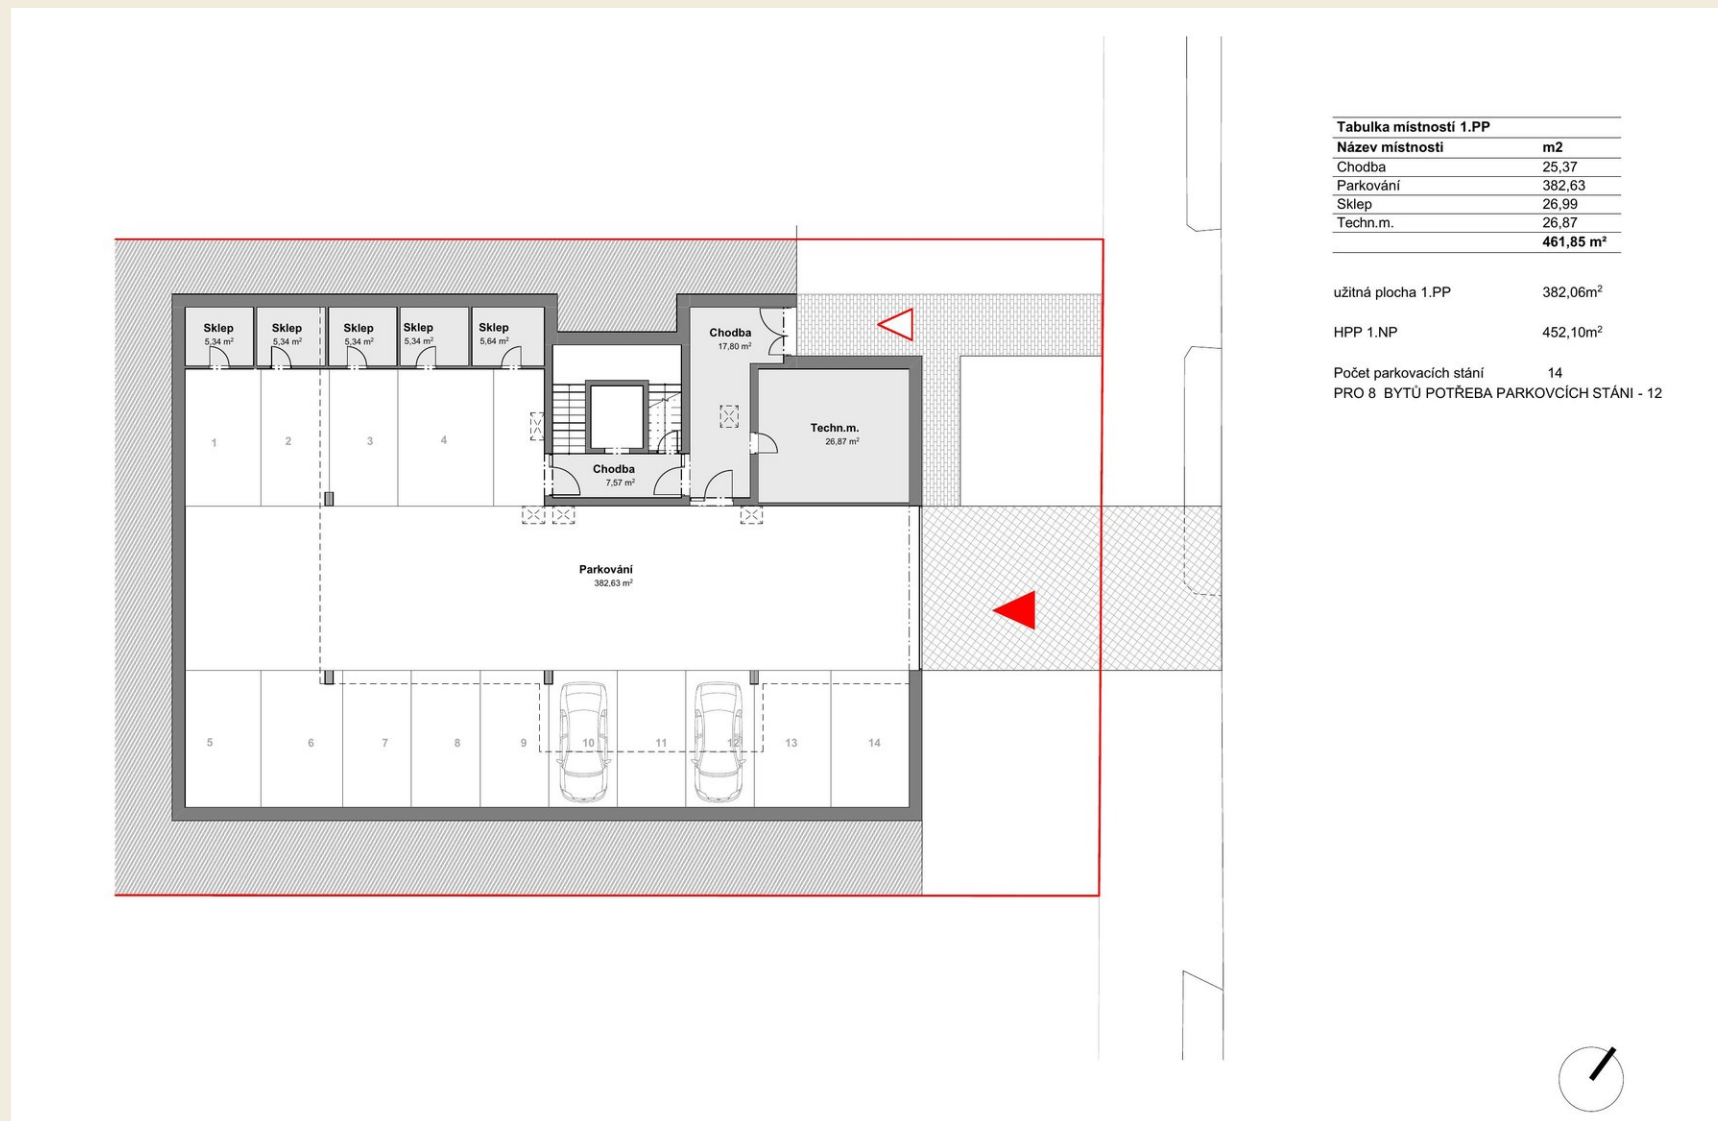 Tabulka místností 1.PP
Název místnosti m2
Chodba 25,37
Parkování 382,63
Sklep 26,99
Techn.m. 26,87
461,85 m²
užitná plocha 1.PP 382,06m²
HPP 1.NP 452,10m²
Počet parkovacích stání 14
PRO 8 BYTŮ POTŘEBA PARKOVCÍCH STÁNI - 12
Sklep
5,34 m²
Sklep
5,34 m²
Sklep
5,34 m²
Sklep
5,34 m²
Sklep
5,64 m²
Chodba
17,80 m²
Techn.m.
26,87 m²
Chodba
7,57 m²
1 2 3 4
Parkování
382,63 m²
5 6 7 8 9 10 11 12 13 14